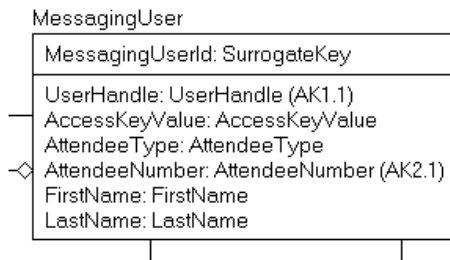 MessagingUser
MessagingUserId: SurrogateKey
UserHandle: UserHandle (AK1.1)
AccessKeyValue: AccessKeyValue
AttendeeType: AttendeeType
AttendeeNumber: AttendeeNumber (AK2.1)
FirstName: FirstName
LastName: LastName